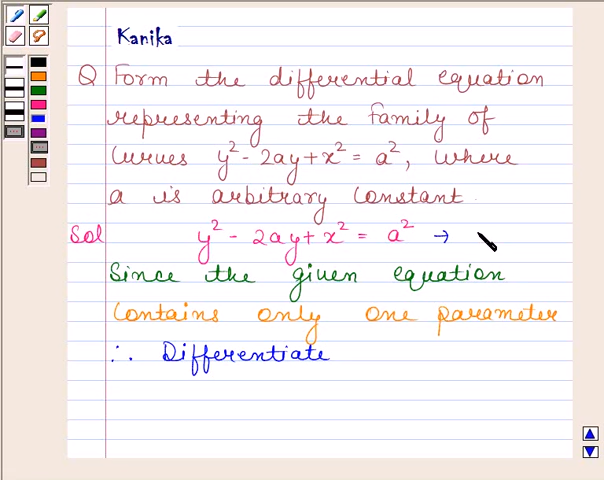 Kanika
Q Form the differential equation
representing the family of
curves y² - 2ay + x² = a², where
a is arbitrary constant.
Sol y² - 2ay + x² = a² →
Since the given equation
contains only one parameter
∴ Differentiate